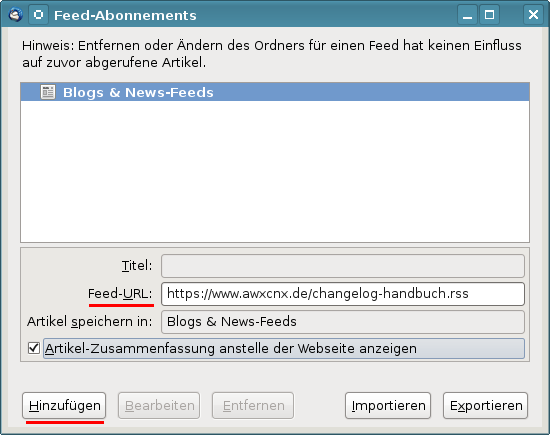 Feed-Abonnements
Hinweis: Entfernen oder Ändern des Ordners für einen Feed hat keinen Einfluss
auf zuvor abgerufene Artikel.
Blogs & News-Feeds
Titel:
Feed-URL: https://www.awxcnx.de/changelog-handbuch.rss
Artikel speichern in: Blogs & News-Feeds
Artikel-Zusammenfassung anstelle der Webseite anzeigen
Hinzufügen Bearbeiten Entfernen Importieren Exportieren